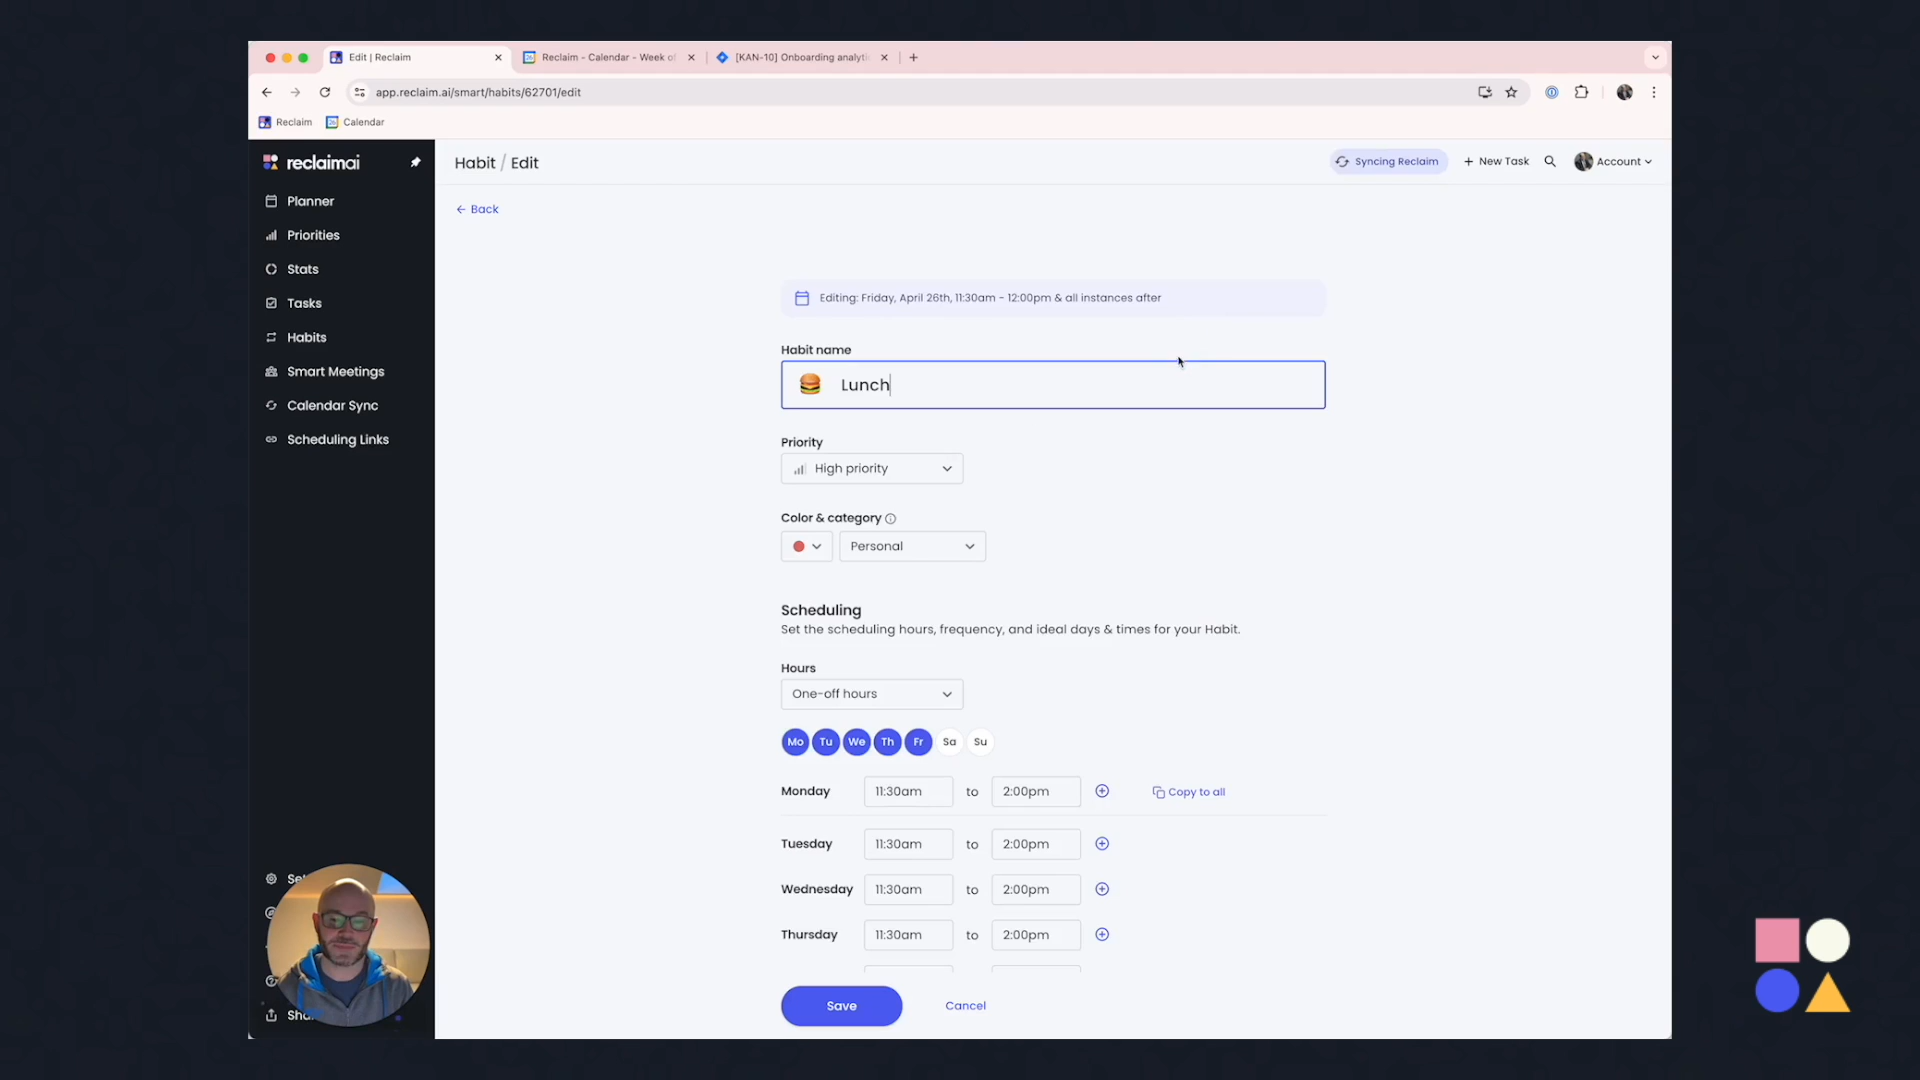 Edit | Reclaim
Reclaim - Calendar - Week of
[KAN-10] Onboarding analyti
app.reclaim.ai/smart/habits/62701/edit
Reclaim
Calendar
reclaimai
Habit / Edit
Syncing Reclaim
New Task
Account
Planner
Priorities
Stats
Tasks
Habits
Smart Meetings
Calendar Sync
Scheduling Links
Back
Editing: Friday, April 26th, 11:30am - 12:00pm & all instances after
Habit name
Lunch
Priority
High priority
Color & category
Personal
Scheduling
Set the scheduling hours, frequency, and ideal days & times for your Habit.
Hours
One-off hours
Mo Tu We Th Fr Sa Su
Monday 11:30am to 2:00pm Copy to all
Tuesday 11:30am to 2:00pm
Wednesday 11:30am to 2:00pm
Thursday 11:30am to 2:00pm
Save Cancel